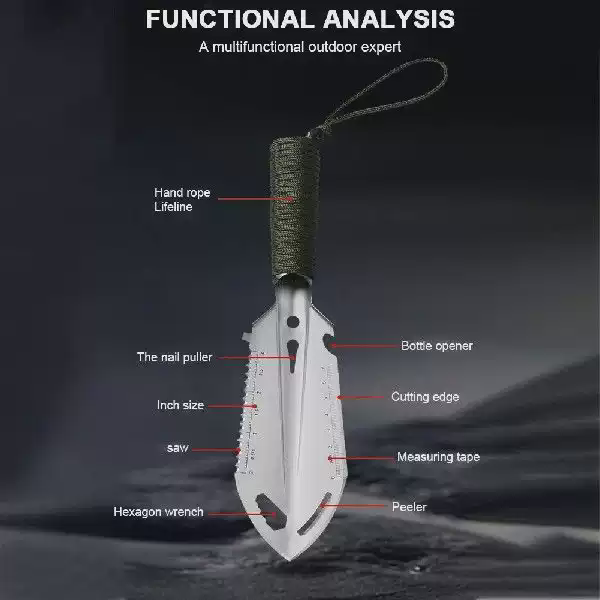 FUNCTIONAL ANALYSIS
A multifunctional outdoor expert
Hand rope
Lifeline
Bottle opener
The nail puller
Cutting edge
Inch size
saw
Measuring tape
Peeler
Hexagon wrench